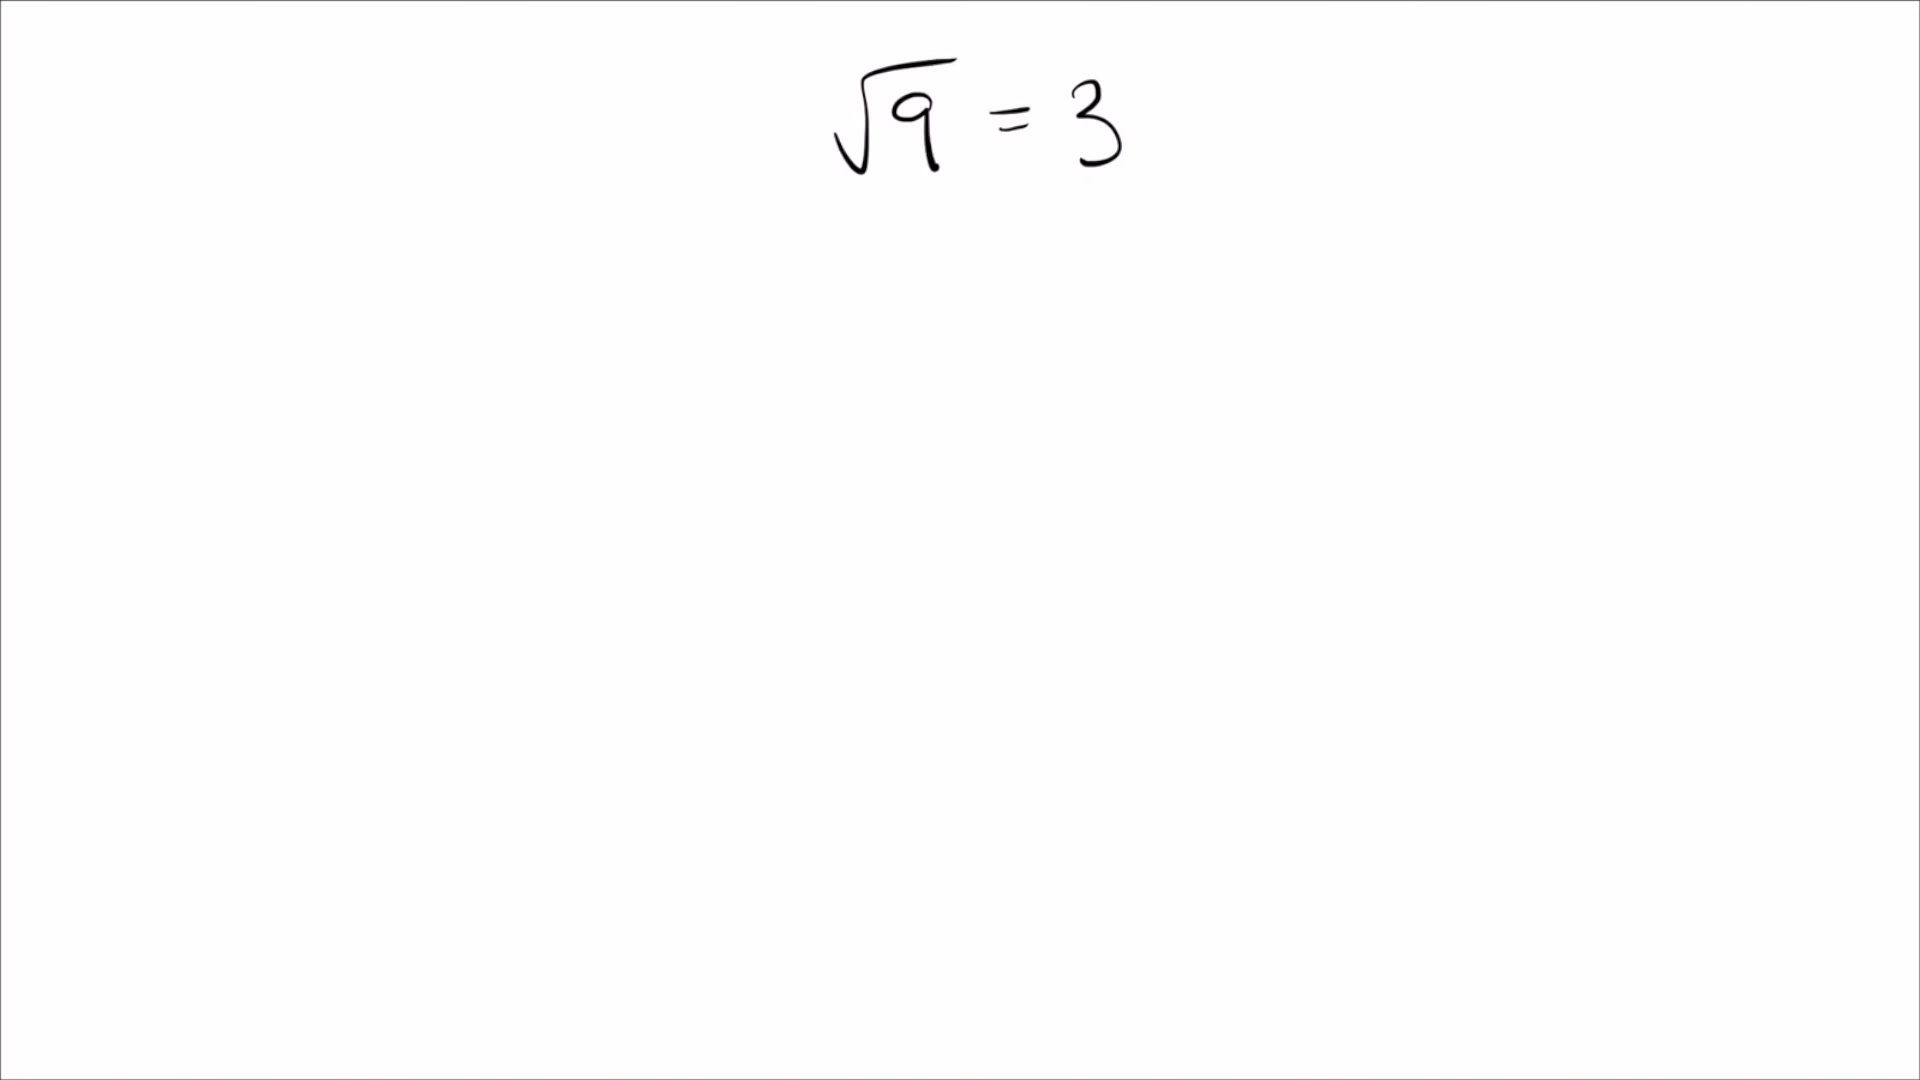 √9 = 3